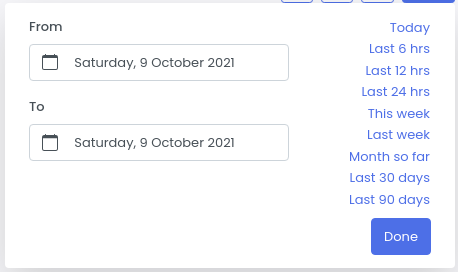 From
Saturday, 9 October 2021
To
Saturday, 9 October 2021
Today
Last 6 hrs
Last 12 hrs
Last 24 hrs
This week
Last week
Month so far
Last 30 days
Last 90 days
Done